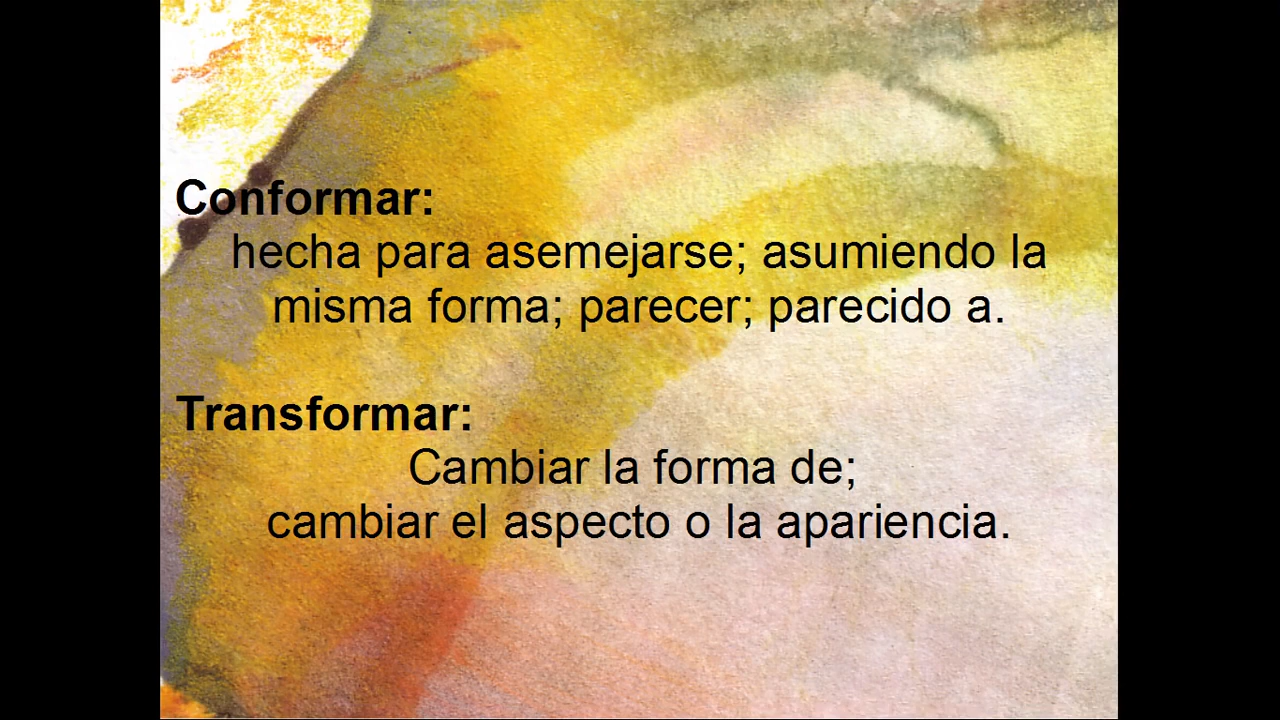 Conformar:
hecha para asemejarse; asumiendo la
misma forma; parecer; parecido a.
Transformar:
Cambiar la forma de;
cambiar el aspecto o la apariencia.